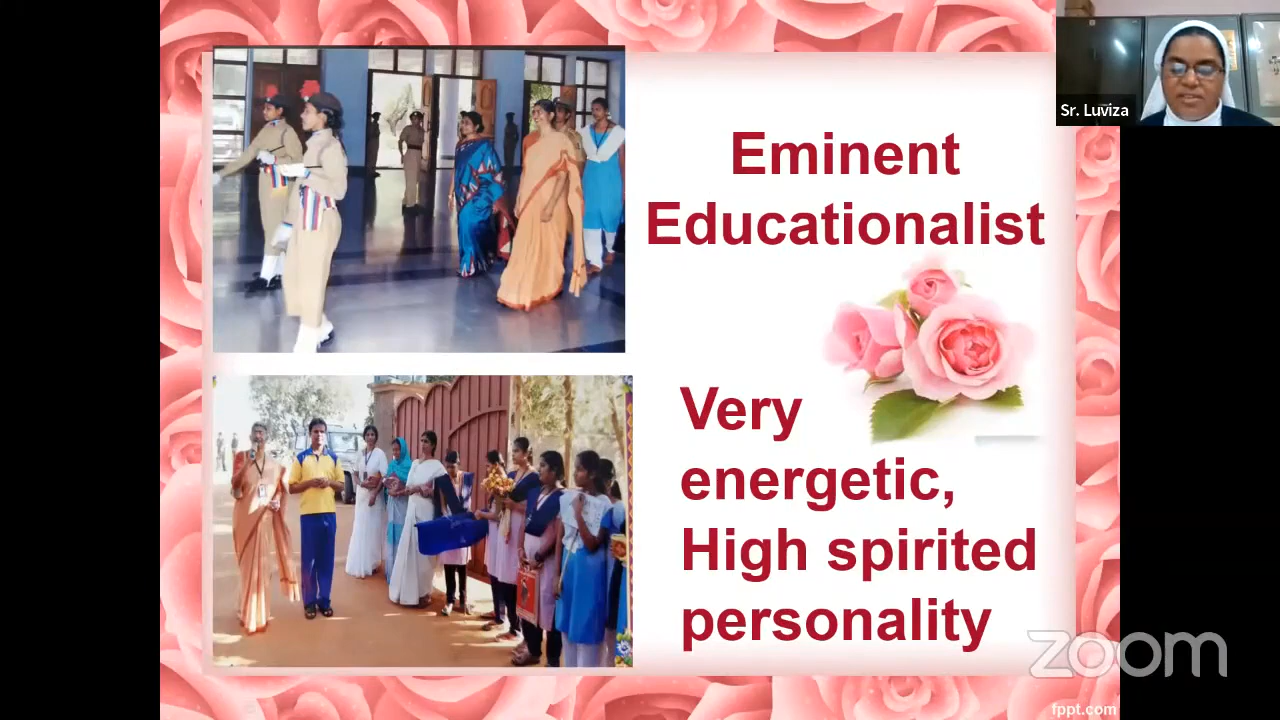 Sr. Luviza
Eminent
Educationalist
Very
energetic,
High spirited
personality
zoom
fppt.com